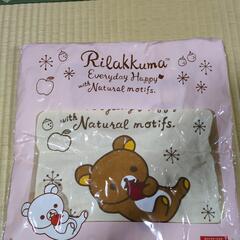 Rilakkuma
Everyday Happy
with Natural motifs.
with
Natural motifs.